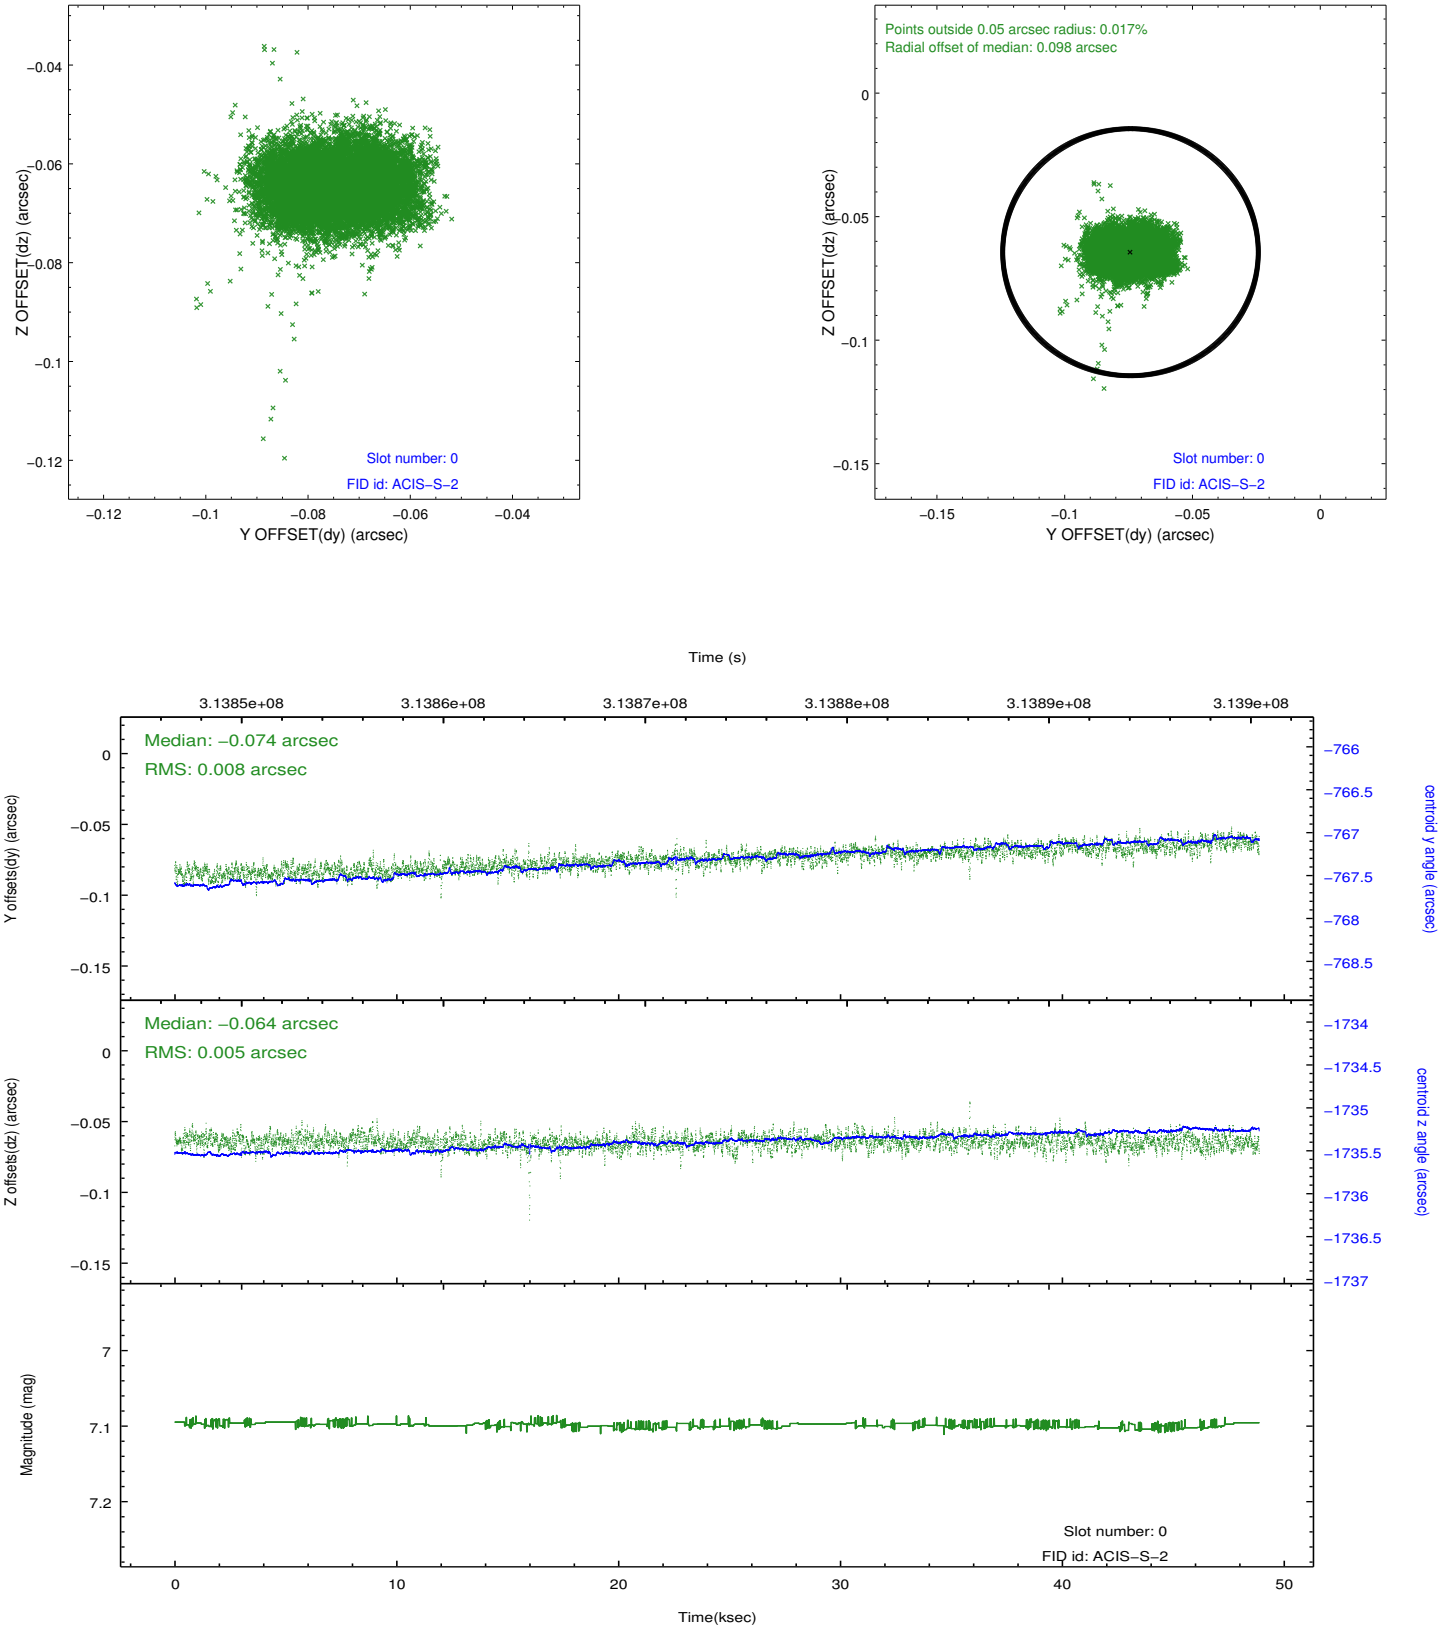 −0.04
−0.06
−0.08
−0.1
−0.12
Z OFFSET(dz) (arcsec)
Slot number: 0
FID id: ACIS−S−2
−0.12
−0.1
−0.08
−0.06
−0.04
Y OFFSET(dy) (arcsec)
Points outside 0.05 arcsec radius: 0.017%
Radial offset of median: 0.098 arcsec
0
−0.05
−0.1
−0.15
Z OFFSET(dz) (arcsec)
Slot number: 0
FID id: ACIS−S−2
−0.15
−0.1
−0.05
0
Y OFFSET(dy) (arcsec)
Time (s)
3.1385e+08
3.1386e+08
3.1387e+08
3.1388e+08
3.1389e+08
3.139e+08
Median: −0.074 arcsec
RMS: 0.008 arcsec
0
−0.05
−0.1
−0.15
Y offsets(dy) (arcsec)
−766
−766.5
−767
−767.5
−768
−768.5
centroid y angle (arcsec)
Median: −0.064 arcsec
RMS: 0.005 arcsec
0
−0.05
−0.1
−0.15
Z offsets(dz) (arcsec)
−1734
−1734.5
−1735
−1735.5
−1736
−1736.5
−1737
centroid z angle (arcsec)
7
7.1
7.2
Magnitude (mag)
Slot number: 0
FID id: ACIS−S−2
0
10
20
30
40
50
Time(ksec)